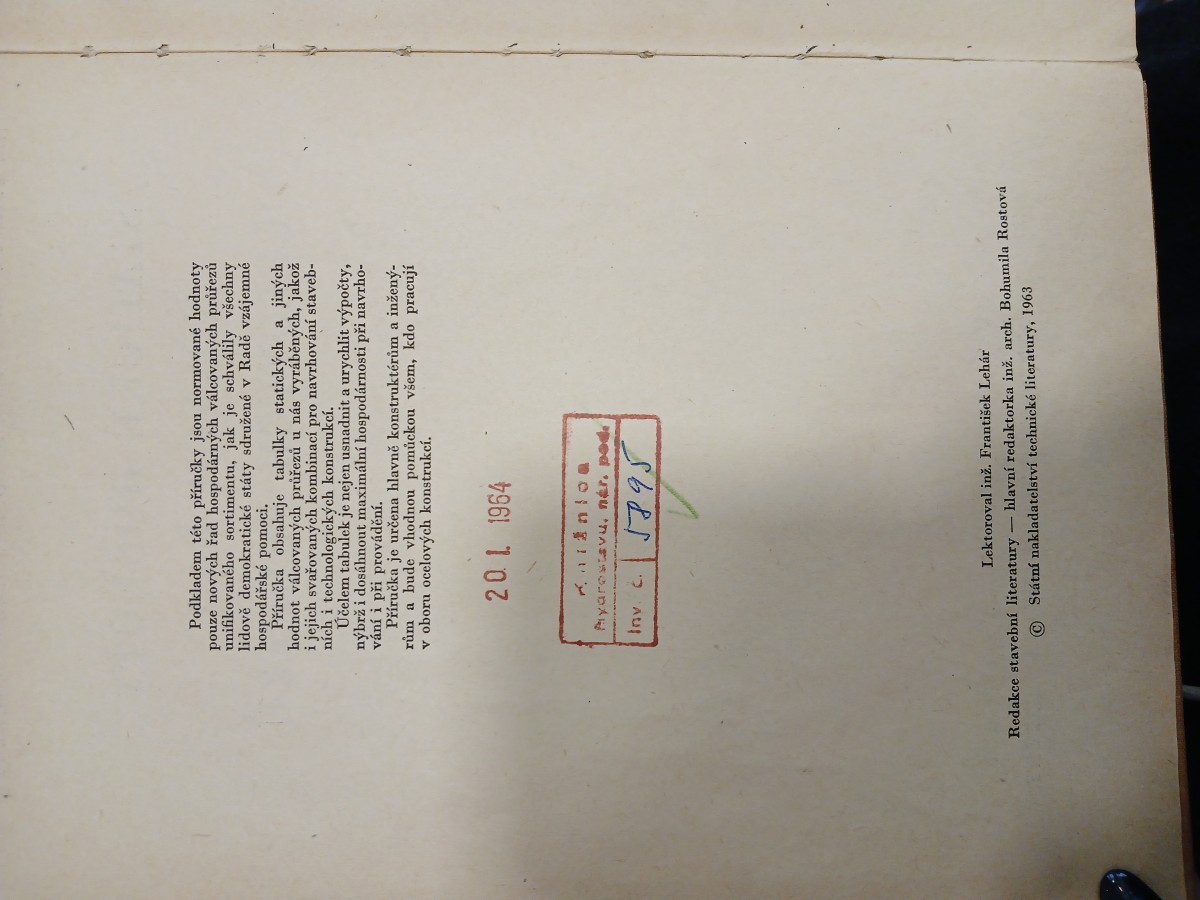 Podkladem této příručky jsou normované hodnoty
pouze nových řad hospodárných válcovaných průřezů
unifikovaného sortimentu, jak je schválily všechny
lidově demokratické státy sdružené v Radě vzájemné
hospodářské pomoci.
Příručka obsahuje tabulky statických a jiných
hodnot válcovaných průřezů u nás vyráběných, jakož
i jejich svařovaných kombinací pro navrhování staveb-
ních i technologických konstrukcí.
Účelem tabulek je nejen usnadnit a urychlit výpočty,
nýbrž i dosáhnout maximální hospodárnosti při navrho-
vání i při provádění.
Příručka je určena hlavně konstruktérům a inžený-
rům a bude vhodnou pomůckou všem, kdo pracují
v oboru ocelových konstrukcí.
20. I. 1964
Knižnica
nár. pod.
Inv. č. 5895
Lektoroval inž. František Lehár
Redakce stavební literatury — hlavní redaktorka inž. arch. Bohumila Rostová
© Státní nakladatelství technické literatury, 1963